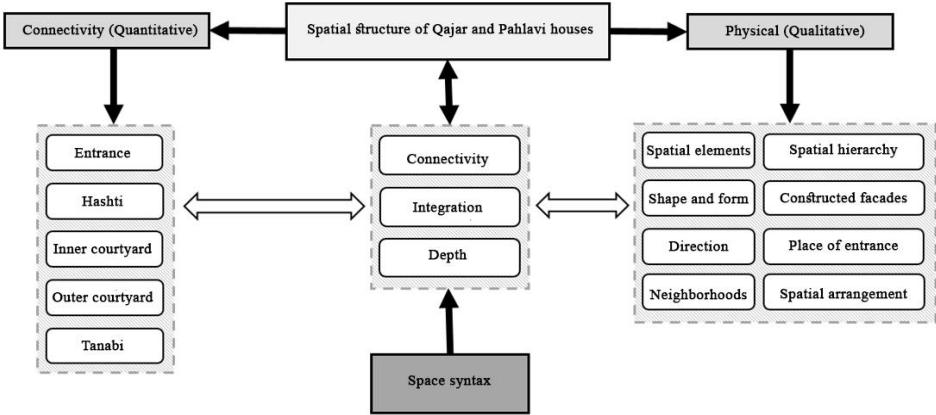 Connectivity (Quantitative)
Spatial structure of Qajar and Pahlavi houses
Physical (Qualitative)
Entrance
Hashti
Inner courtyard
Outer courtyard
Tanabi
Connectivity
Integration
Depth
Spatial elements
Spatial hierarchy
Shape and form
Constructed facades
Direction
Place of entrance
Neighborhoods
Spatial arrangement
Space syntax